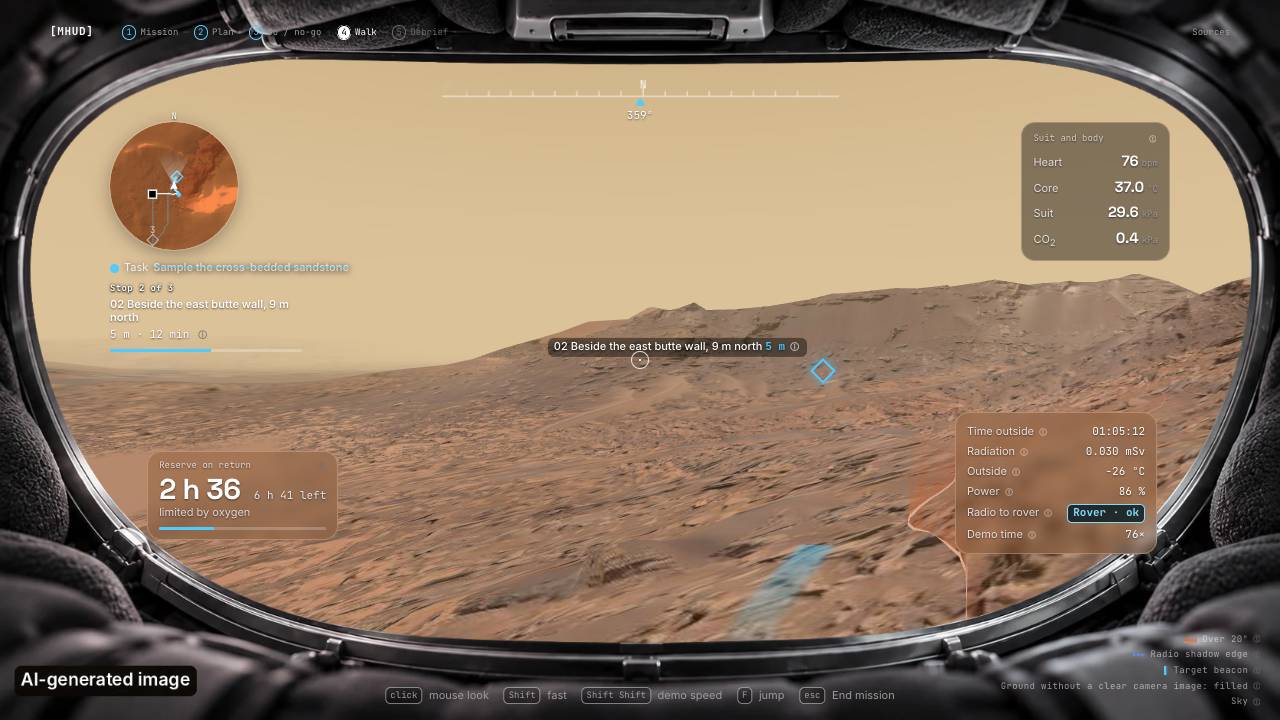 [MHUD]
1 Mission
2 Plan
/ no-go
4 Walk
5 Debrief
Sources
N
359°
N
3
Task Sample the cross-bedded sandstone
Stop 2 of 3
02 Beside the east butte wall, 9 m
north
5 m · 12 min
Suit and body
Heart 76 bpm
Core 37.0 °C
Suit 29.6 kPa
CO2 0.4 kPa
02 Beside the east butte wall, 9 m north 5 m
Reserve on return
2 h 36 6 h 41 left
limited by oxygen
Time outside 01:05:12
Radiation 0.030 mSv
Outside -26 °C
Power 86 %
Radio to rover Rover · ok
Demo time 76×
Over 20°
Radio shadow edge
Target beacon
Ground without a clear camera image: filled
Sky
AI-generated image
click mouse look Shift fast Shift Shift demo speed F jump esc End mission